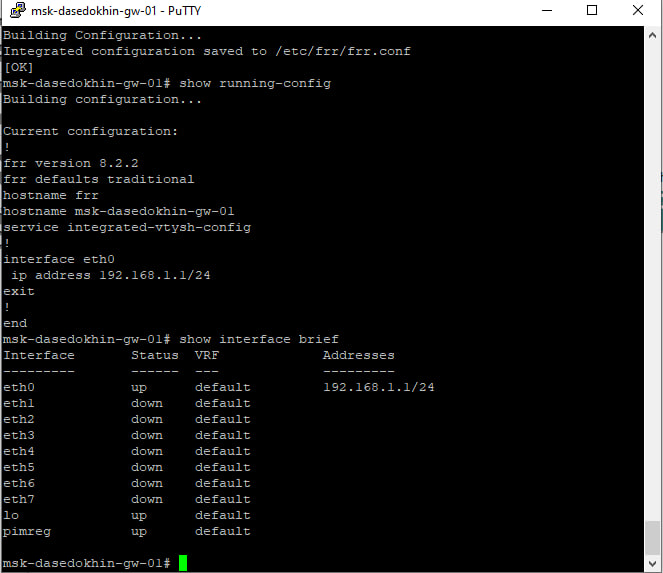 msk-dasedokhin-gw-01 - PuTTY
Building Configuration...
Integrated configuration saved to /etc/frr/frr.conf
[OK]
msk-dasedokhin-gw-01# show running-config
Building configuration...

Current configuration:
!
frr version 8.2.2
frr defaults traditional
hostname frr
hostname msk-dasedokhin-gw-01
service integrated-vtysh-config
!
interface eth0
 ip address 192.168.1.1/24
exit
!
end
msk-dasedokhin-gw-01# show interface brief
Interface       Status  VRF             Addresses
---------       ------  ---             ---------
eth0            up      default         192.168.1.1/24
eth1            down    default
eth2            down    default
eth3            down    default
eth4            down    default
eth5            down    default
eth6            down    default
eth7            down    default
lo              up      default
pimreg          up      default

msk-dasedokhin-gw-01#